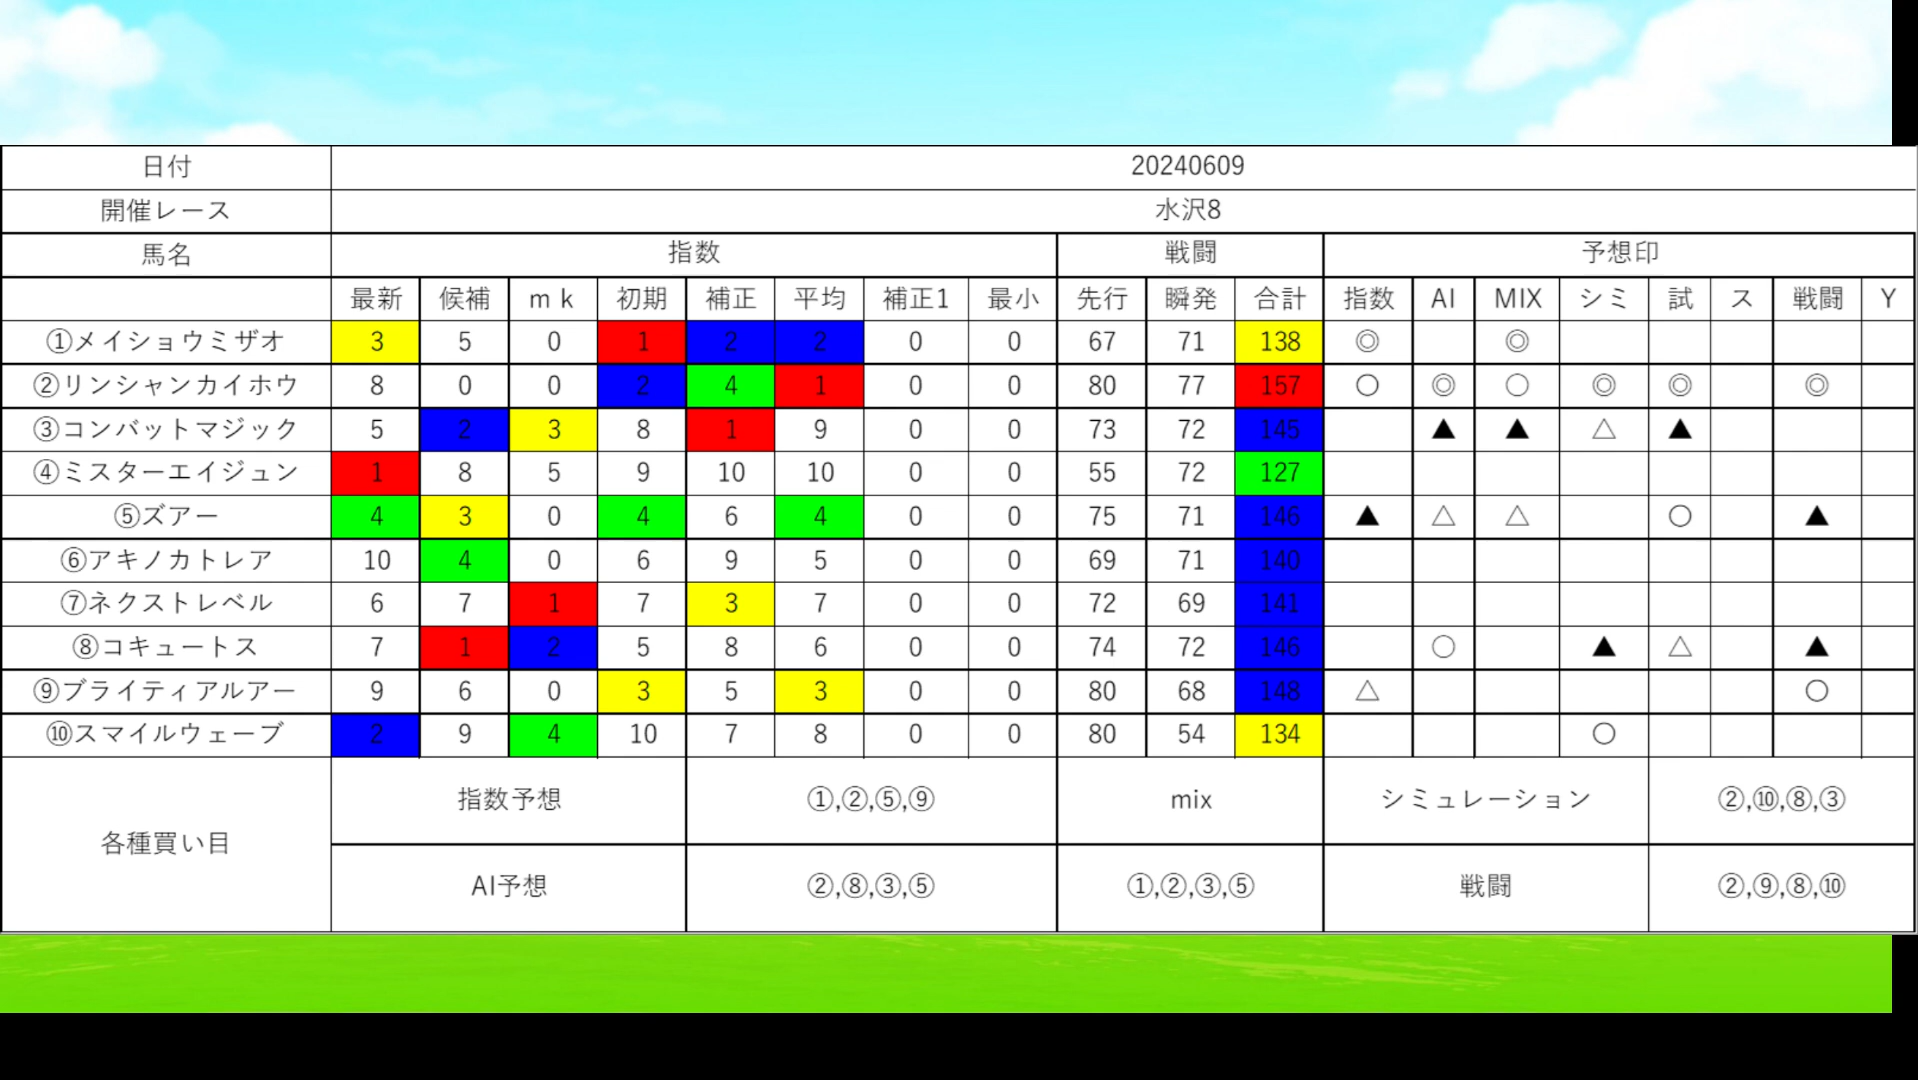 日付 20240609
開催レース 水沢8
馬名 指数 戦闘 予想印
最新 候補 mk 初期 補正 平均 補正1 最小 先行 瞬発 合計 指数 AI MIX シミ 試 ス 戦闘 Y
①メイショウミザオ 3 5 0 1 2 2 0 0 67 71 138 ◎ ◎
②リンシャンカイホウ 8 0 0 2 4 1 0 0 80 77 157 ○ ◎ ○ ◎ ◎ ◎
③コンバットマジック 5 2 3 8 1 9 0 0 73 72 145 ▲ ▲ △ ▲
④ミスターエイジュン 1 8 5 9 10 10 0 0 55 72 127
⑤ズアー 4 3 0 4 6 4 0 0 75 71 146 ▲ △ △ ○ ▲
⑥アキノカトレア 10 4 0 6 9 5 0 0 69 71 140
⑦ネクストレベル 6 7 1 7 3 7 0 0 72 69 141
⑧コキュートス 7 1 2 5 8 6 0 0 74 72 146 ○ ▲ △ ▲
⑨ブライティアルアー 9 6 0 3 5 3 0 0 80 68 148 △ ○
⑩スマイルウェーブ 2 9 4 10 7 8 0 0 80 54 134 ○
各種買い目
指数予想 ①,②,⑤,⑨ mix シミュレーション ②,⑩,⑧,③
AI予想 ②,⑧,③,⑤ ①,②,③,⑤ 戦闘 ②,⑨,⑧,⑩